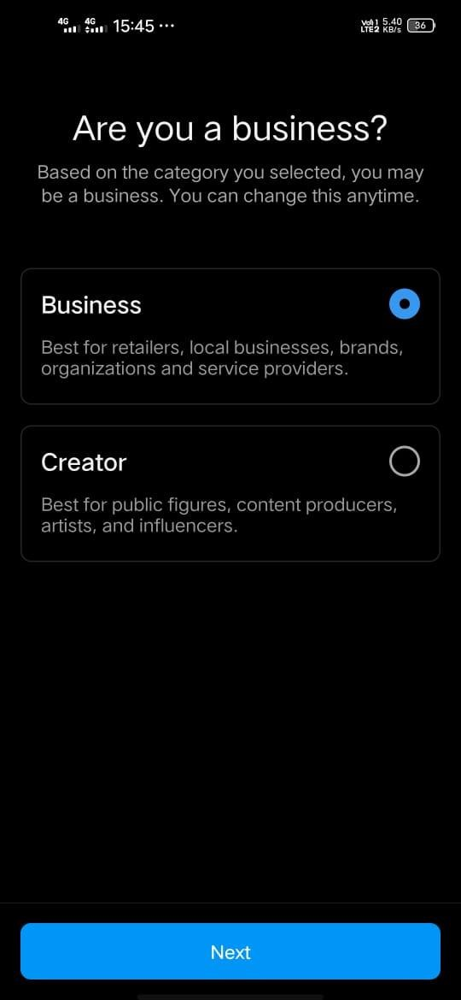 4G 4G 15:45 ··· Vo) 1 LTE2 5.40 KB/s 36
Are you a business?
Based on the category you selected, you may
be a business. You can change this anytime.
Business
Best for retailers, local businesses, brands,
organizations and service providers.
Creator
Best for public figures, content producers,
artists, and influencers.
Next